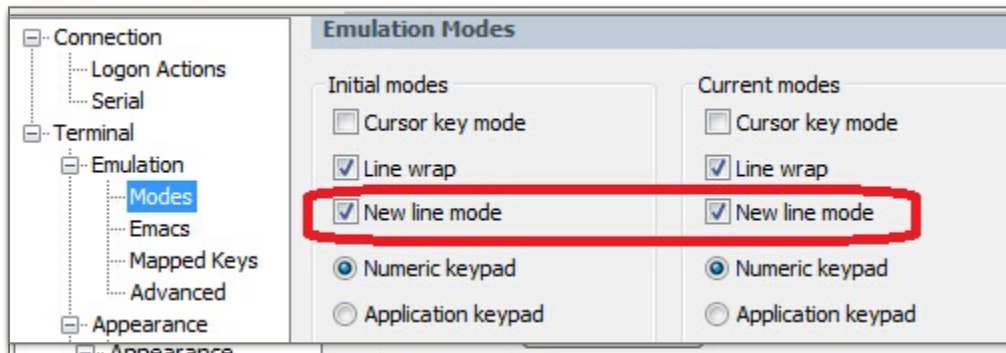 Connection
Logon Actions
Serial
Terminal
Emulation
Modes
Emacs
Mapped Keys
Advanced
Appearance
Appearance
Emulation Modes
Initial modes
Cursor key mode
Line wrap
New line mode
Numeric keypad
Application keypad
Current modes
Cursor key mode
Line wrap
New line mode
Numeric keypad
Application keypad